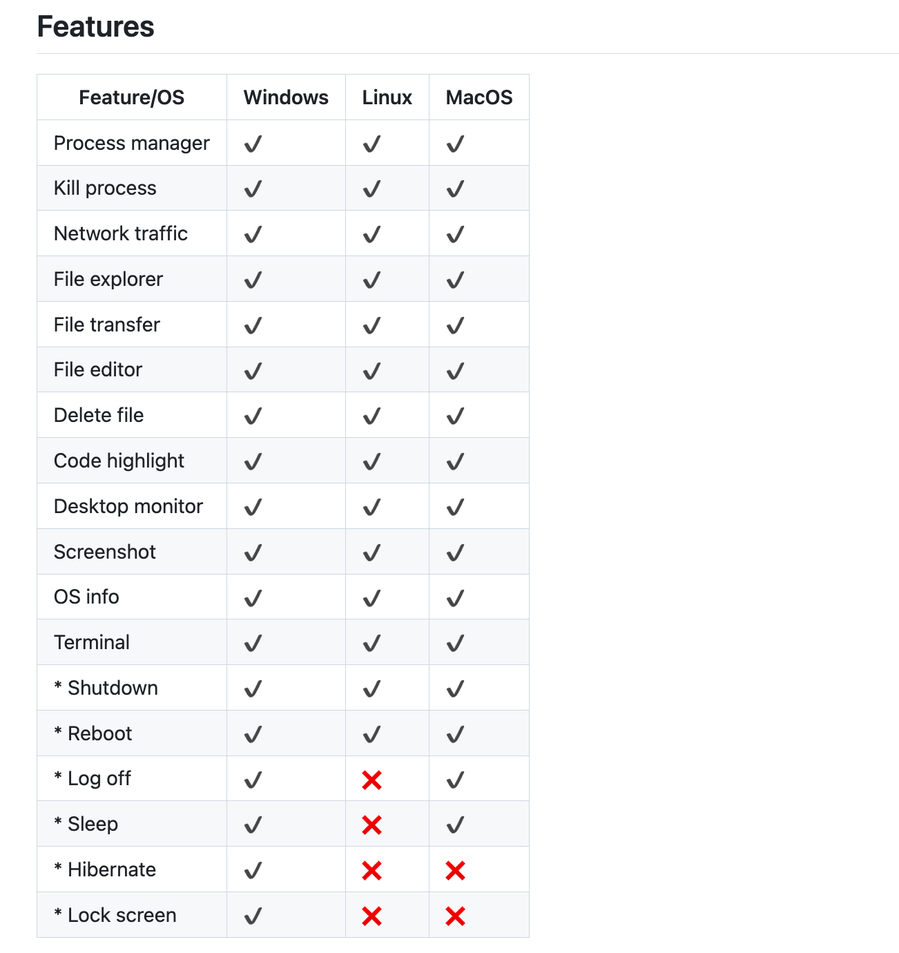 Features
Feature/OS Windows Linux MacOS
Process manager ✔ ✔ ✔
Kill process ✔ ✔ ✔
Network traffic ✔ ✔ ✔
File explorer ✔ ✔ ✔
File transfer ✔ ✔ ✔
File editor ✔ ✔ ✔
Delete file ✔ ✔ ✔
Code highlight ✔ ✔ ✔
Desktop monitor ✔ ✔ ✔
Screenshot ✔ ✔ ✔
OS info ✔ ✔ ✔
Terminal ✔ ✔ ✔
* Shutdown ✔ ✔ ✔
* Reboot ✔ ✔ ✔
* Log off ✔ ❌ ✔
* Sleep ✔ ❌ ✔
* Hibernate ✔ ❌ ❌
* Lock screen ✔ ❌ ❌